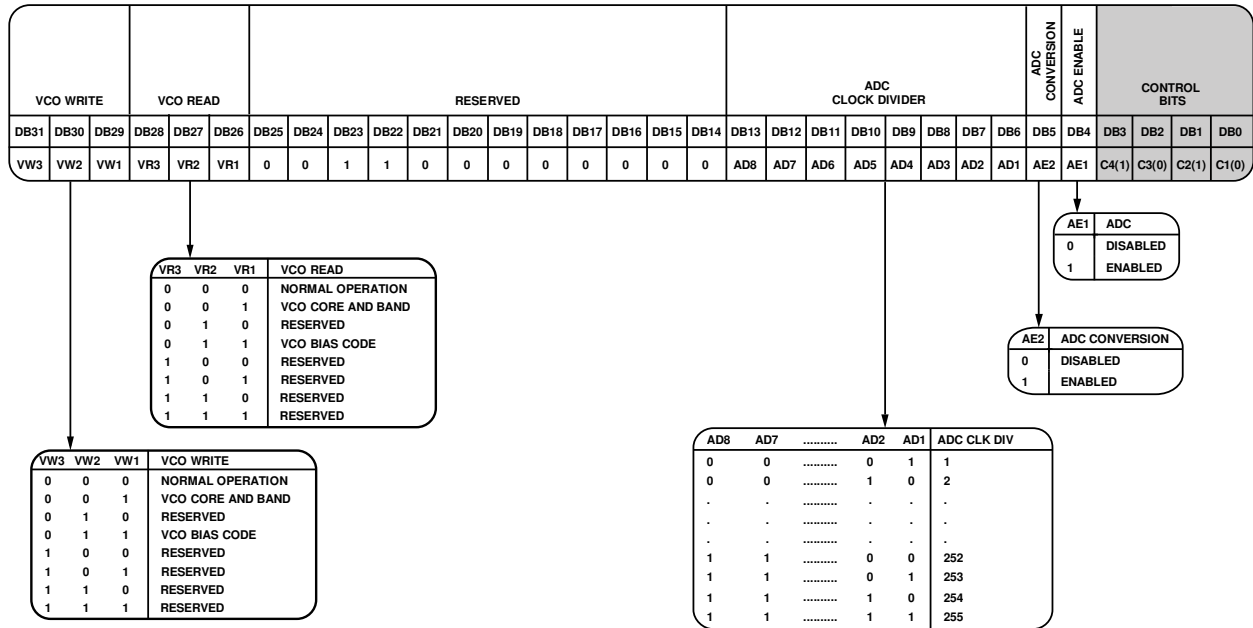 VCO WRITE VCO READ RESERVED ADC CLOCK DIVIDER ADC CONVERSION ADC ENABLE CONTROL BITS
DB31 DB30 DB29 DB28 DB27 DB26 DB25 DB24 DB23 DB22 DB21 DB20 DB19 DB18 DB17 DB16 DB15 DB14 DB13 DB12 DB11 DB10 DB9 DB8 DB7 DB6 DB5 DB4 DB3 DB2 DB1 DB0
VW3 VW2 VW1 VR3 VR2 VR1 0 0 1 1 0 0 0 0 0 0 0 0 AD8 AD7 AD6 AD5 AD4 AD3 AD2 AD1 AE2 AE1 C4(1) C3(0) C2(1) C1(0)
AE1 ADC
0 DISABLED
1 ENABLED
VR3 VR2 VR1 VCO READ
0 0 0 NORMAL OPERATION
0 0 1 VCO CORE AND BAND
0 1 0 RESERVED
0 1 1 VCO BIAS CODE
1 0 0 RESERVED
1 0 1 RESERVED
1 1 0 RESERVED
1 1 1 RESERVED
AE2 ADC CONVERSION
0 DISABLED
1 ENABLED
VW3 VW2 VW1 VCO WRITE
0 0 0 NORMAL OPERATION
0 0 1 VCO CORE AND BAND
0 1 0 RESERVED
0 1 1 VCO BIAS CODE
1 0 0 RESERVED
1 0 1 RESERVED
1 1 0 RESERVED
1 1 1 RESERVED
AD8 AD7 .......... AD2 AD1 ADC CLK DIV
0 0 .......... 0 1 1
0 0 .......... 1 0 2
. . .......... . . .
. . .......... . . .
. . .......... . . .
1 1 .......... 0 0 252
1 1 .......... 0 1 253
1 1 .......... 1 0 254
1 1 .......... 1 1 255